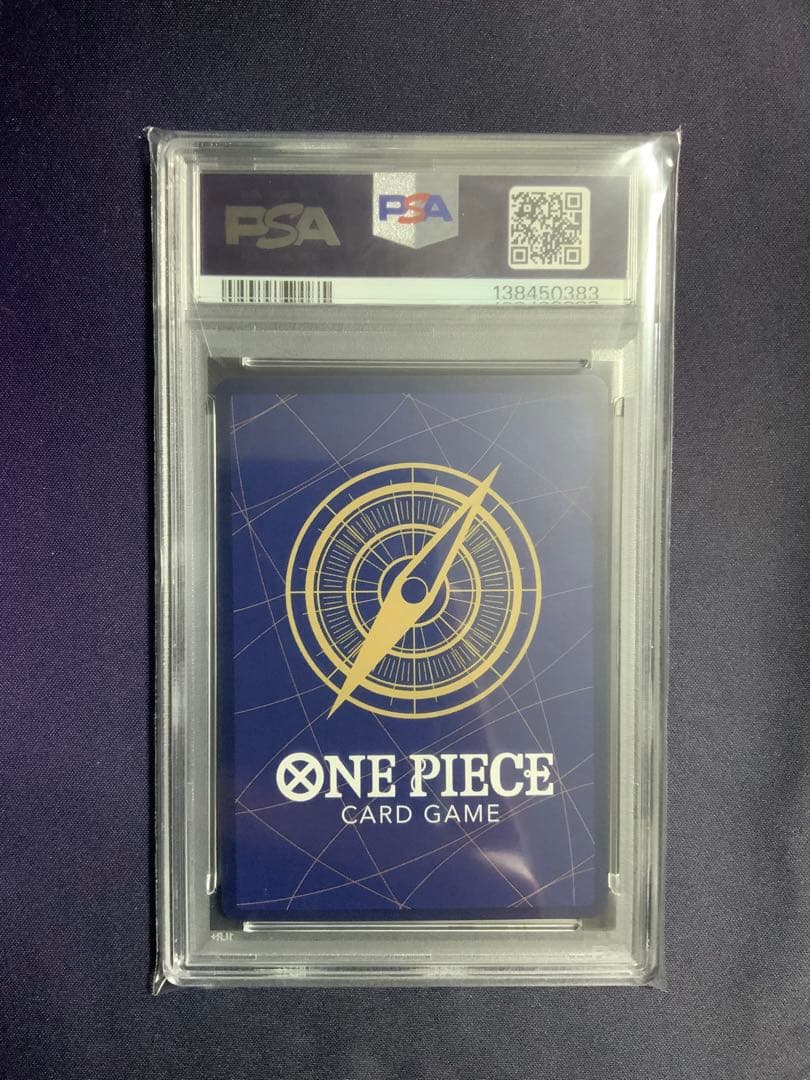 PSA
PSA
138450383
ONE PIECE
CARD GAME